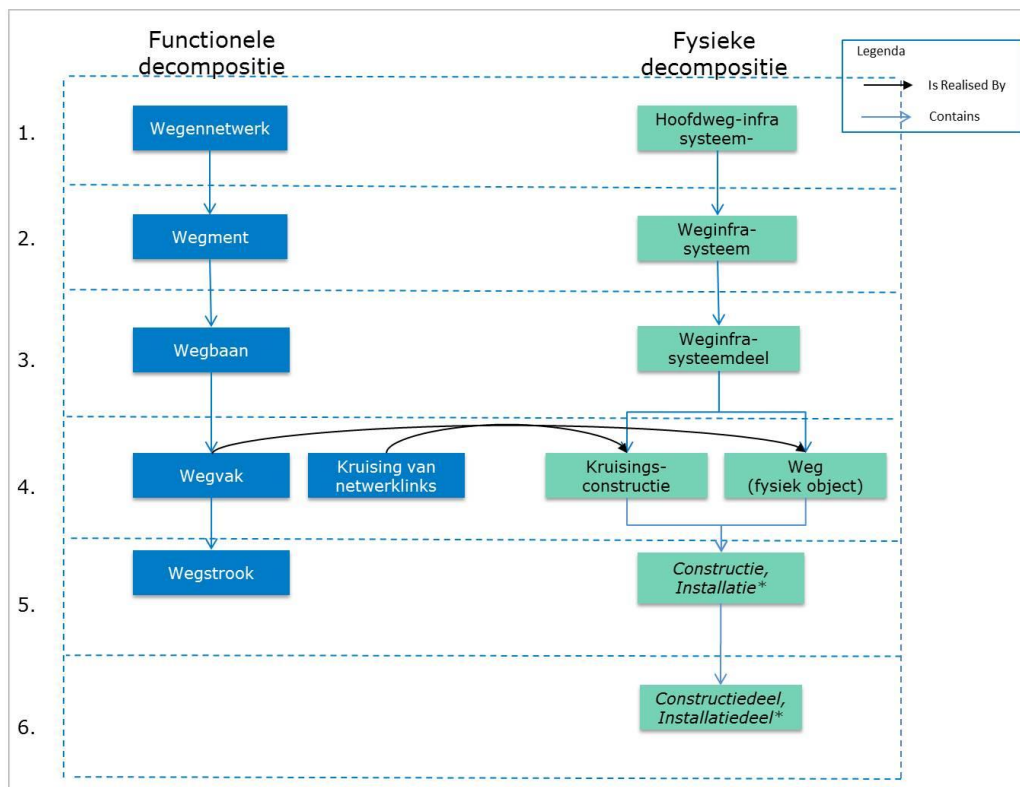 Functionele
decompositie
Fysieke
decompositie
Legenda
Is Realised By
Contains
1.
Wegennetwerk
Hoofdweg-infra
systeem-
2.
Wegment
Weginfra-
systeem
3.
Wegbaan
Weginfra-
systeemdeel
4.
Wegvak
Kruising van
netwerklinks
Kruisings-
constructie
Weg
(fysiek object)
5.
Wegstrook
Constructie,
Installatie*
6.
Constructiedeel,
Installatiedeel*